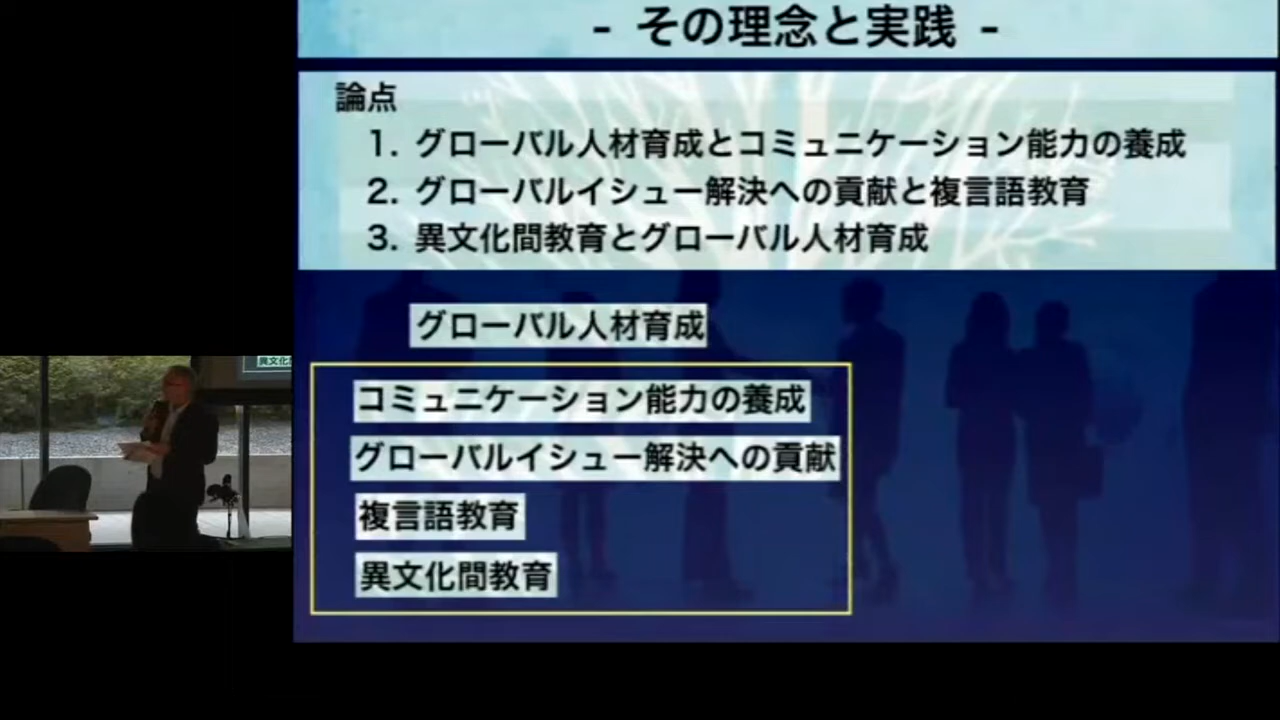 - その理念と実践 -
論点
1. グローバル人材育成とコミュニケーション能力の養成
2. グローバルイシュー解決への貢献と複言語教育
3. 異文化間教育とグローバル人材育成
グローバル人材育成
コミュニケーション能力の養成
グローバルイシュー解決への貢献
複言語教育
異文化間教育
異文化